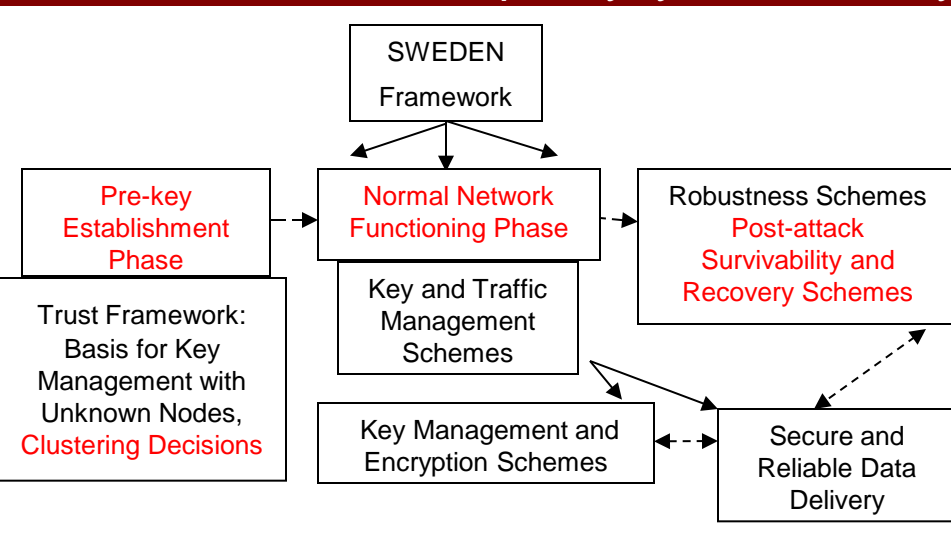 SWEDEN
Framework
Pre-key
Establishment
Phase
Normal Network
Functioning Phase
Robustness Schemes
Post-attack
Survivability and
Recovery Schemes
Trust Framework:
Basis for Key
Management with
Unknown Nodes,
Clustering Decisions
Key and Traffic
Management
Schemes
Key Management and
Encryption Schemes
Secure and
Reliable Data
Delivery